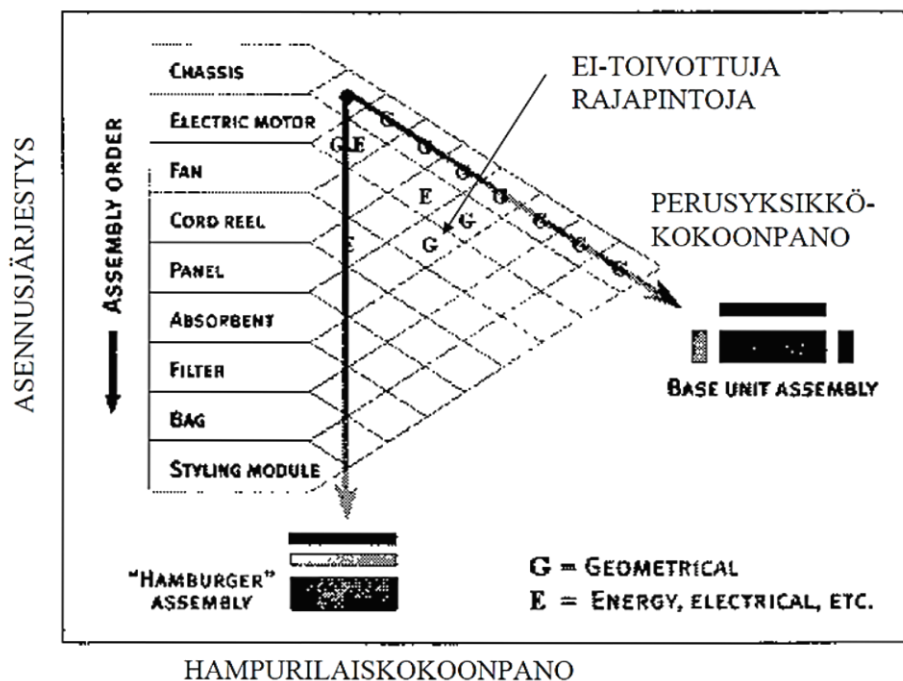 CHASSIS
ELECTRIC MOTOR
FAN
CORD REEL
PANEL
ABSORBENT
FILTER
BAG
STYLING MODULE
ASENNUSJÄRJESTYS
ASSEMBLY ORDER
EI-TOIVOTTUJA
RAJAPINTOJA
G
G E
G
G
E
G
G
G
E
G
G
G
PERUSYKSIKKÖ-
KOKOONPANO
BASE UNIT ASSEMBLY
"HAMBURGER"
ASSEMBLY
G = GEOMETRICAL
E = ENERGY, ELECTRICAL, ETC.
HAMPURILAISKOKOONPANO